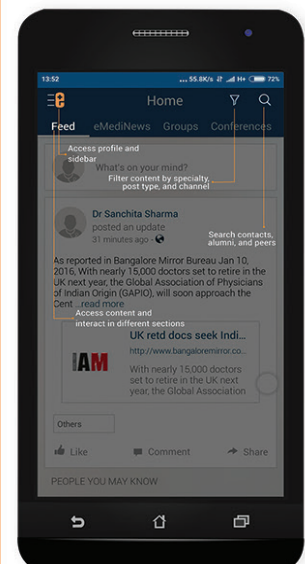 13:52 ... 55.8K/s H+ 72%
Home
Feed eMediNews Groups Conferences
Access profile and
sidebar
What's on your mind?
Filter content by specialty,
post type, and channel
Dr Sanchita Sharma
posted an update
31 minutes ago -
Search contacts,
alumni, and peers
As reported in Bangalore Mirror Bureau Jan 10,
2016, With nearly 15,000 doctors set to retire in the
UK next year, the Global Association of Physicians
of Indian Origin (GAPIO), will soon approach the
Cent ...read more
Access content and
interact in different sections
UK retd docs seek Indi...
http://www.bangaloremirror.co...
IAM
With nearly 15,000 doctors
set to retire in the UK next
year, the Global Association
Others
Like Comment Share
PEOPLE YOU MAY KNOW